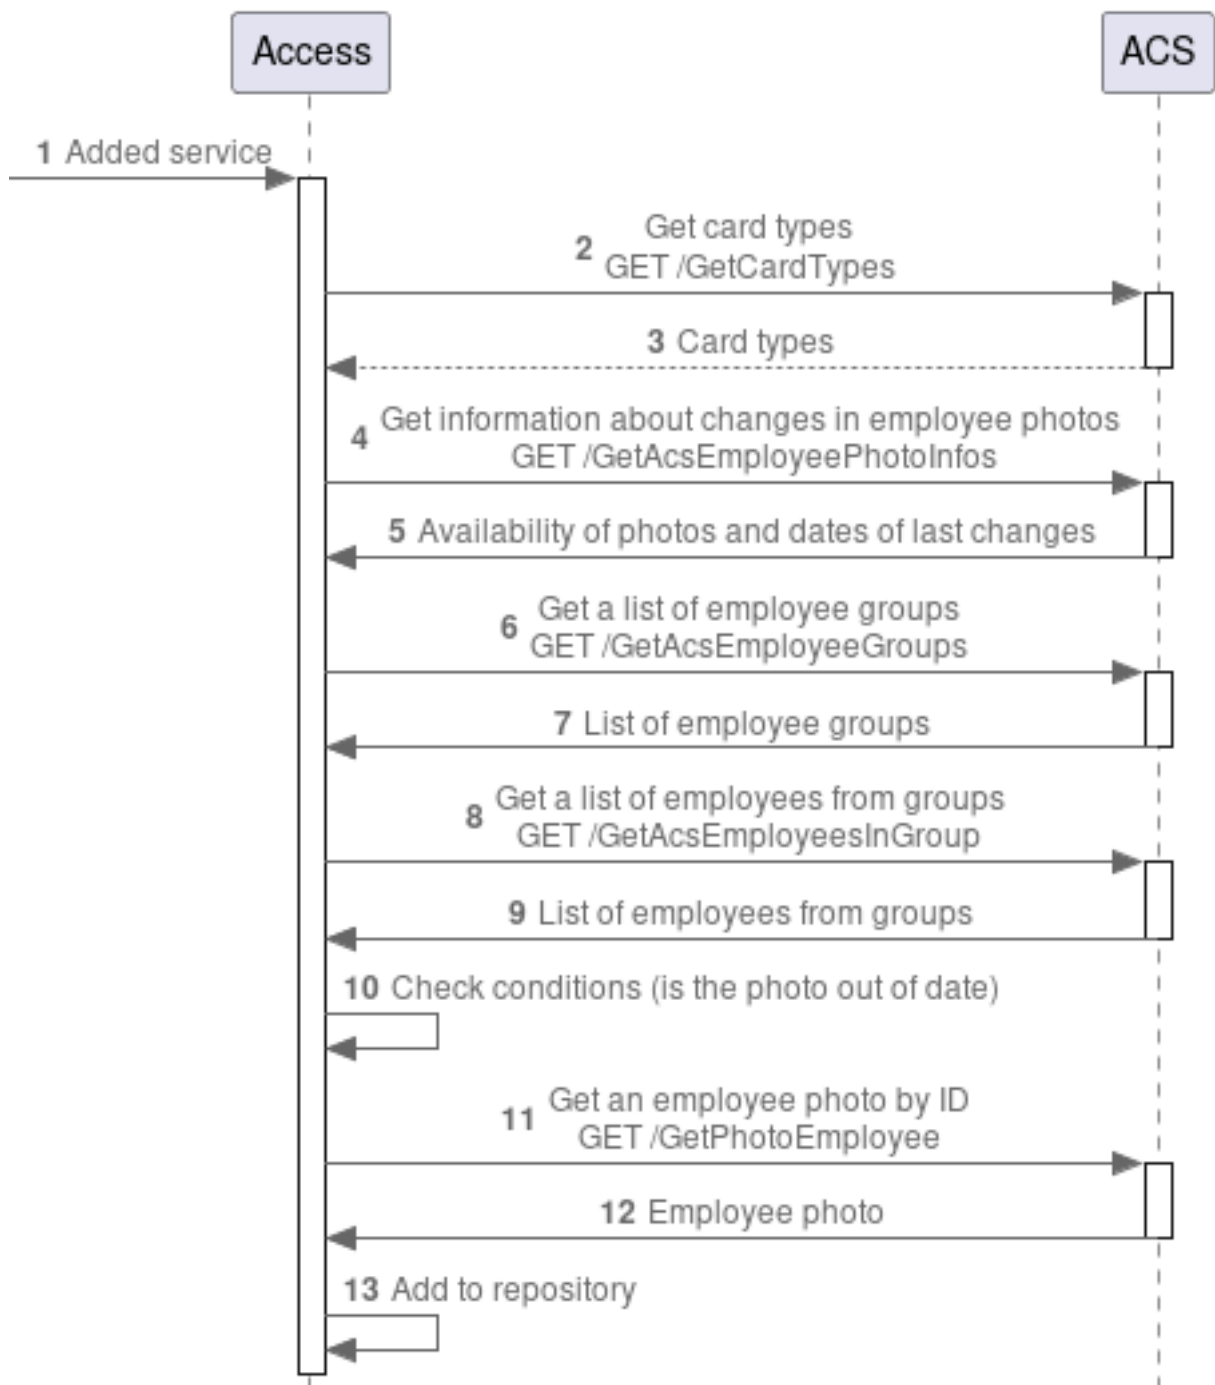 Access
ACS
1 Added service
Get card types
2
GET /GetCardTypes
3 Card types
Get information about changes in employee photos
4
GET /GetAcsEmployeePhotoInfos
5 Availability of photos and dates of last changes
Get a list of employee groups
6
GET /GetAcsEmployeeGroups
7 List of employee groups
Get a list of employees from groups
8
GET /GetAcsEmployeesInGroup
9 List of employees from groups
10 Check conditions (is the photo out of date)
Get an employee photo by ID
11
GET /GetPhotoEmployee
12 Employee photo
13 Add to repository